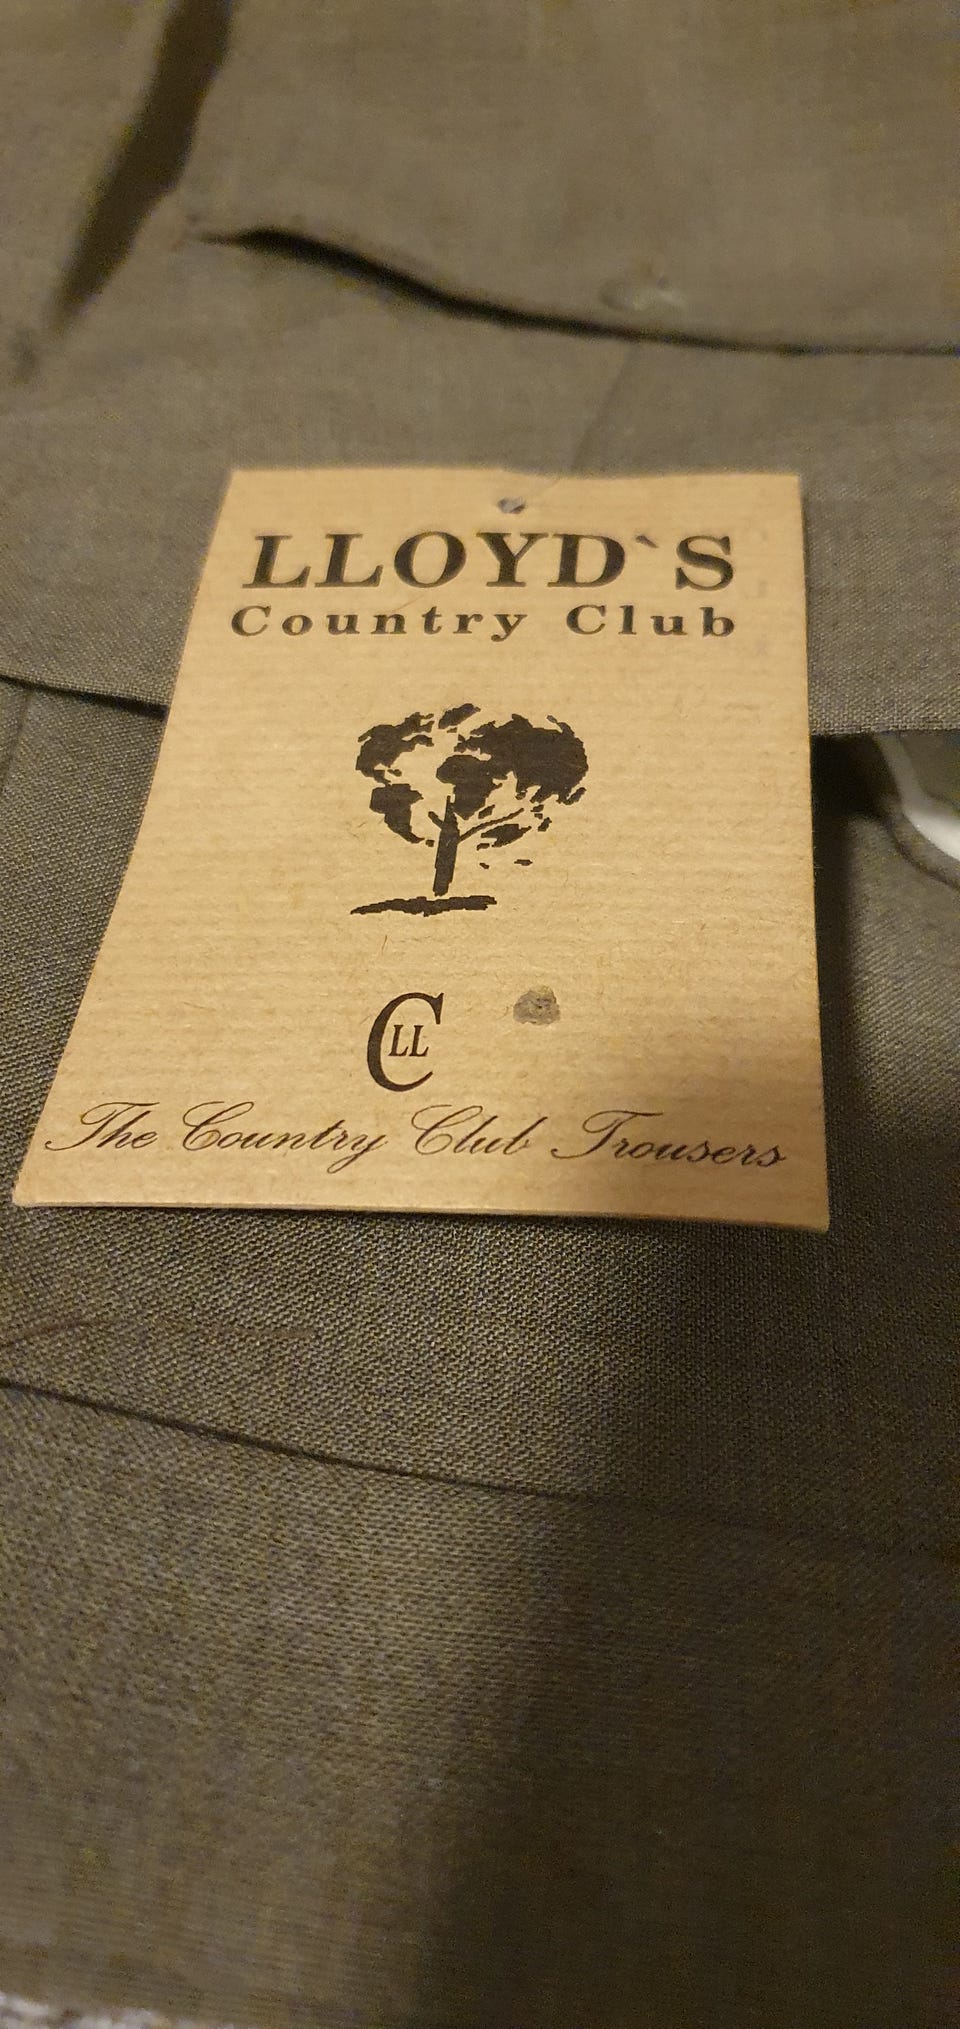 LLOYD`S
Country Club
CLL
The Country Club Trousers